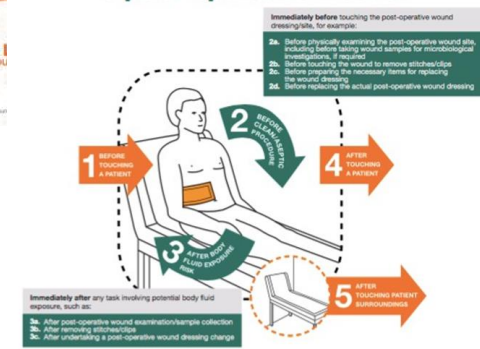 Immediately before touching the post-operative wound
dressing/site, for example:
2a. Before physically examining the post-operative wound site,
including before taking wound samples for microbiological
investigations, if required
2b. Before touching the wound to remove stitches/clips
2c. Before preparing the necessary items for replacing
the wound dressing
2d. Before replacing the actual post-operative wound dressing
1 BEFORE
TOUCHING
A PATIENT
2 BEFORE
CLEAN/ASEPTIC
PROCEDURE
4 AFTER
TOUCHING
A PATIENT
3 AFTER BODY
FLUID EXPOSURE
RISK
5 AFTER
TOUCHING PATIENT
SURROUNDINGS
Immediately after any task involving potential body fluid
exposure, such as:
3a. After post-operative wound examination/sample collection
3b. After removing stitches/clips
3c. After undertaking a post-operative wound dressing change